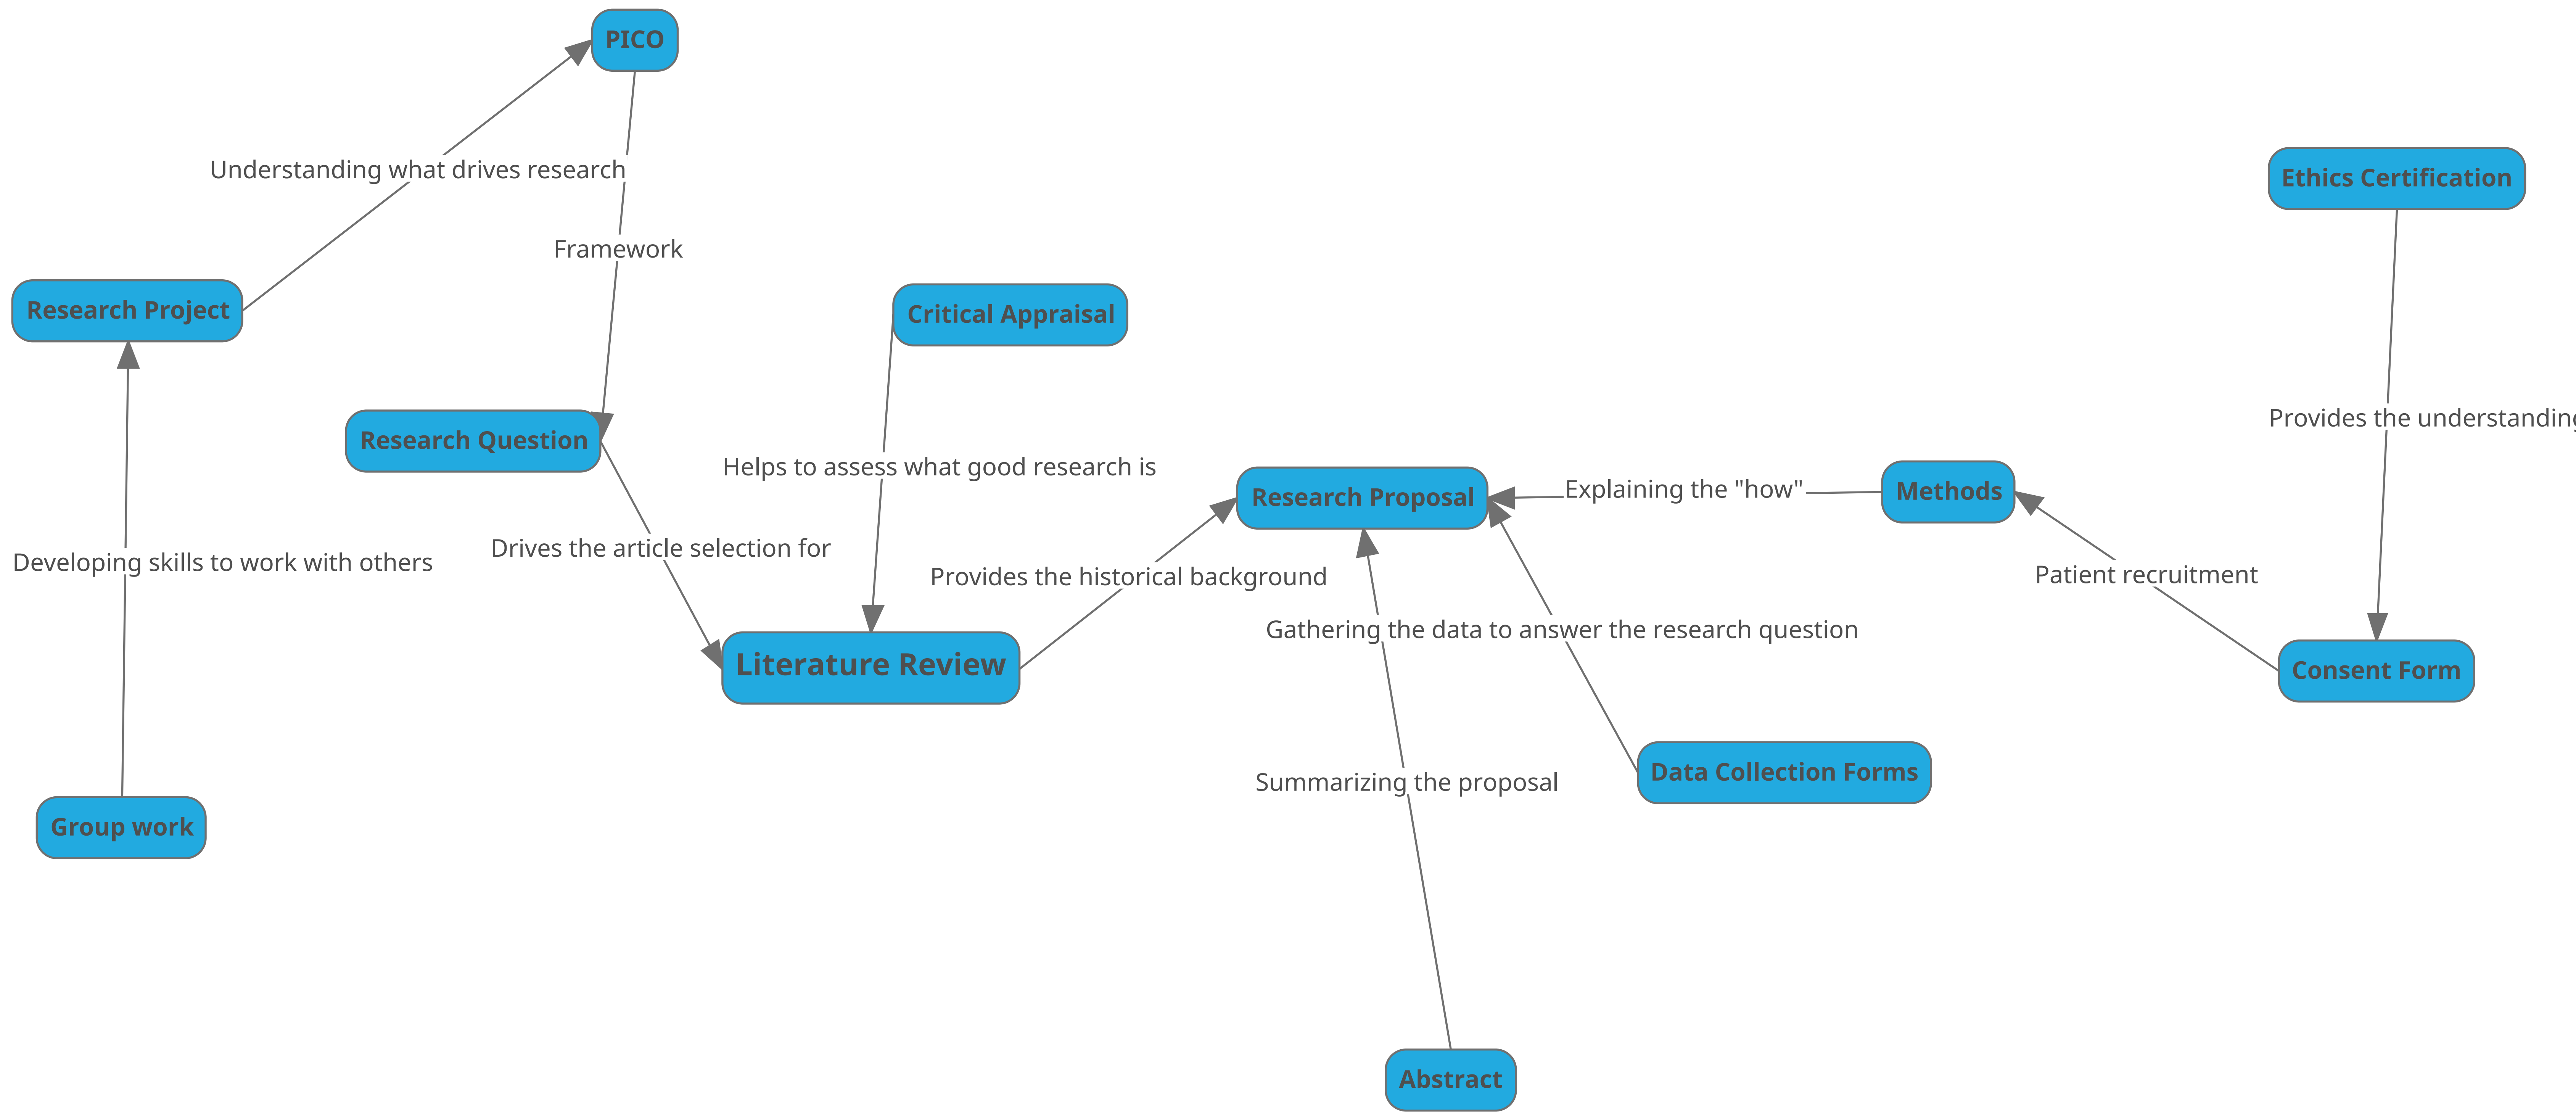 PICO
Understanding what drives research
Ethics Certification
Framework
Research Project
Critical Appraisal
Provides the understanding
Research Question
Helps to assess what good research is
Explaining the "how"
Methods
Research Proposal
Drives the article selection for
Developing skills to work with others
Patient recruitment
Provides the historical background
Gathering the data to answer the research question
Literature Review
Consent Form
Data Collection Forms
Summarizing the proposal
Group work
Abstract